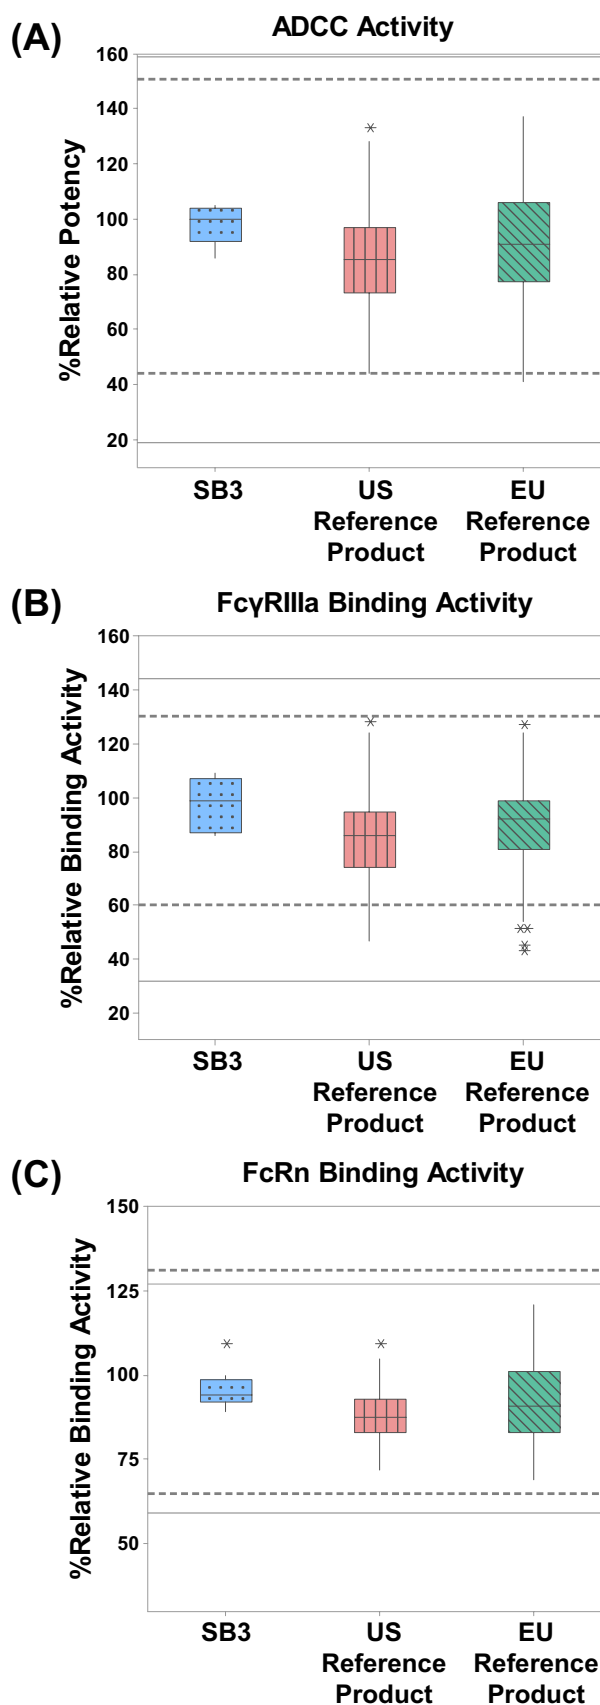 (A)
ADCC Activity
%Relative Potency
160
140
120
100
80
60
40
20
SB3
US
Reference
Product
EU
Reference
Product
(B)
FcγRIIIa Binding Activity
%Relative Binding Activity
160
140
120
100
80
60
40
20
SB3
US
Reference
Product
EU
Reference
Product
(C)
FcRn Binding Activity
%Relative Binding Activity
150
125
100
75
50
SB3
US
Reference
Product
EU
Reference
Product